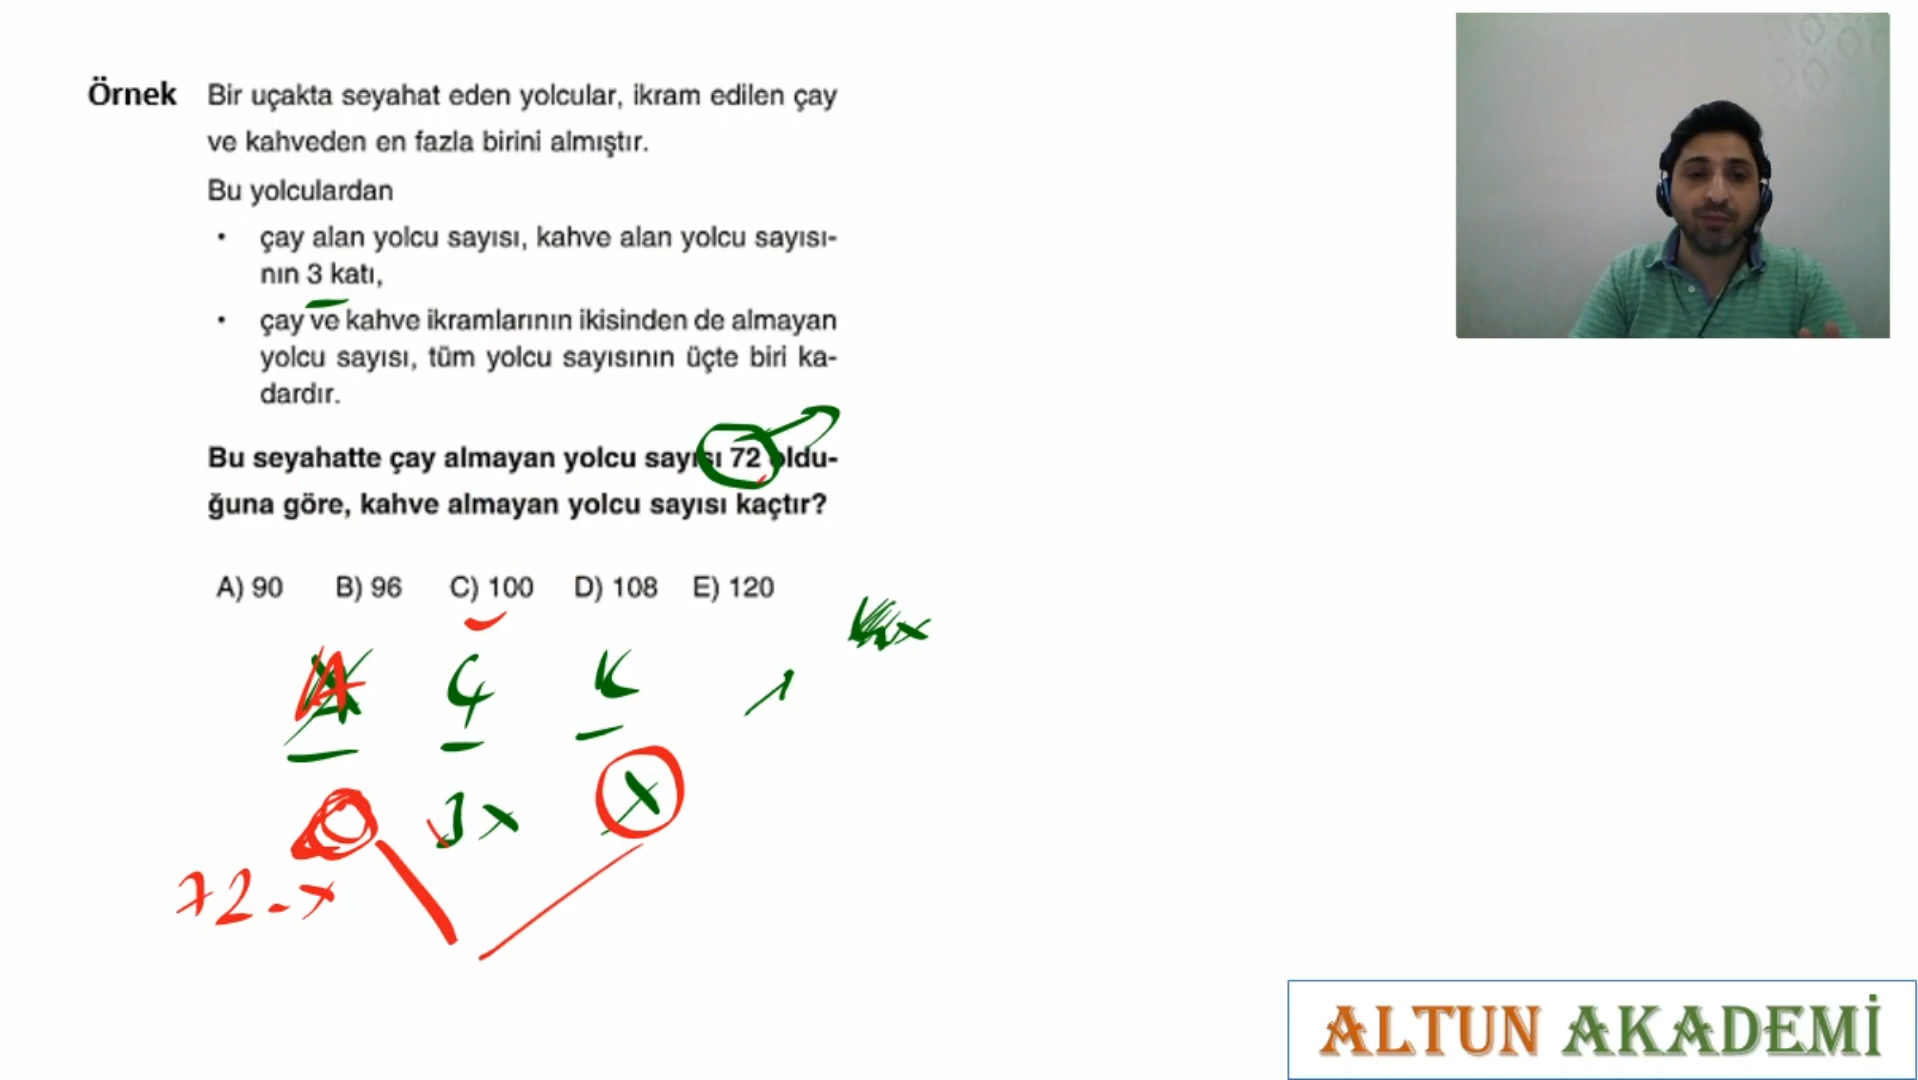 Örnek Bir uçakta seyahat eden yolcular, ikram edilen çay
ve kahveden en fazla birini almıştır.
Bu yolculardan
• çay alan yolcu sayısı, kahve alan yolcu sayısı-
nın 3 katı,
• çay ve kahve ikramlarının ikisinden de almayan
yolcu sayısı, tüm yolcu sayısının üçte biri ka-
dardır.
Bu seyahatte çay almayan yolcu sayısı 72 oldu-
ğuna göre, kahve almayan yolcu sayısı kaçtır?
A) 90 B) 96 C) 100 D) 108 E) 120
A Ç K
3x x
72-x
ALTUN AKADEMİ